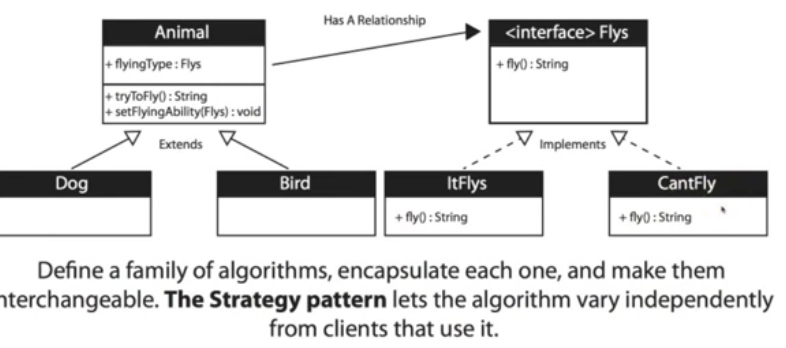 Has A Relationship
Animal
+ flyingType : Flys
+ tryToFly() : String
+ setFlyingAbility(Flys) : void
<interface> Flys
+ fly() : String
Extends
Implements
Dog
Bird
ItFlys
+ fly() : String
CantFly
+ fly() : String
Define a family of algorithms, encapsulate each one, and make them
nterchangeable. The Strategy pattern lets the algorithm vary independently
from clients that use it.